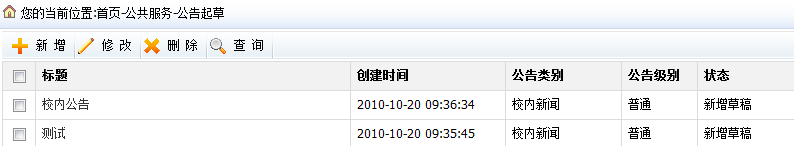 您的当前位置:首页-公共服务-公告起草
新 增 修 改 删 除 查 询
标题 创建时间 公告类别 公告级别 状态
校内公告 2010-10-20 09:36:34 校内新闻 普通 新增草稿
测试 2010-10-20 09:35:45 校内新闻 普通 新增草稿